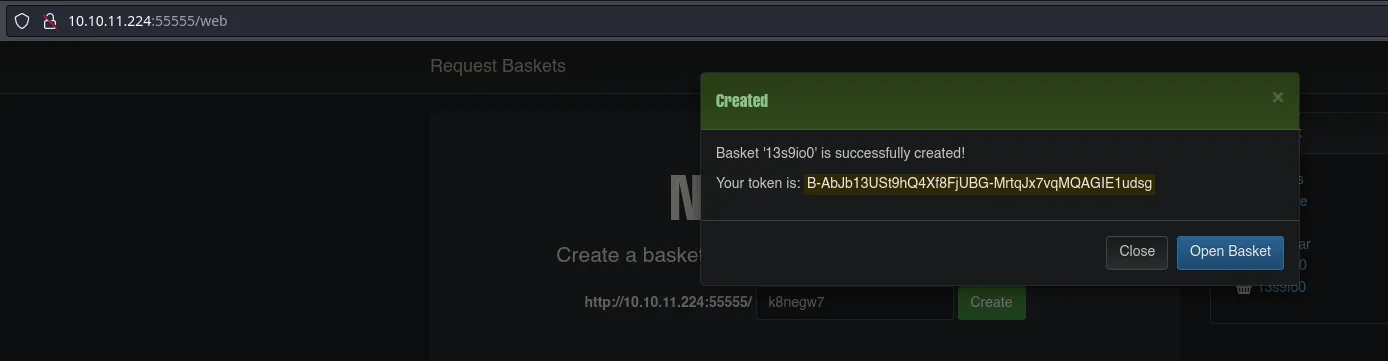 10.10.11.224:55555/web
Request Baskets
Created ×
Basket '13s9io0' is successfully created!
Your token is: B-AbJb13USt9hQ4Xf8FjUBG-MrtqJx7vqMQAGIE1udsg
Close Open Basket
N
Create a basket
http://10.10.11.224:55555/ k8negw7 Create
13s9io0